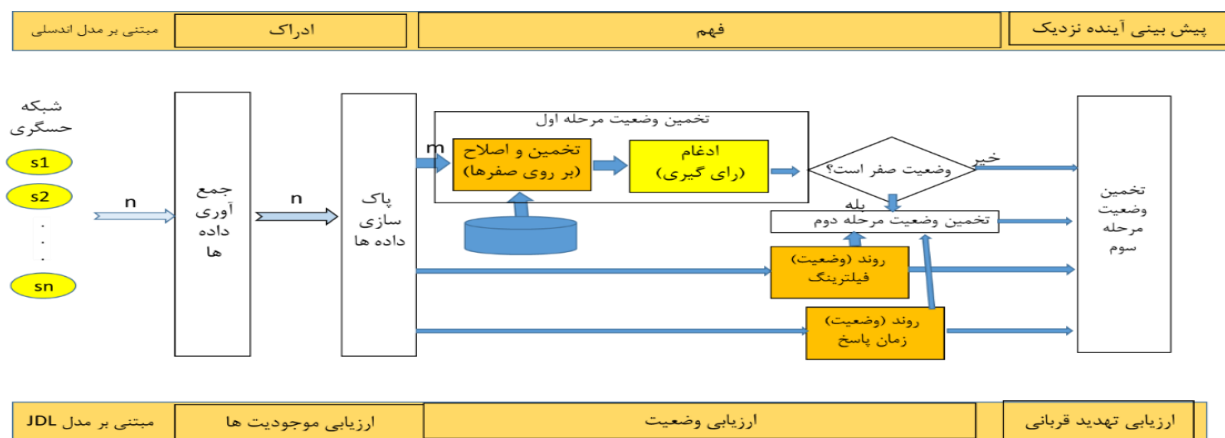 مبتنی بر مدل اندسلی
ادراک
فهم
پیش بینی آینده نزدیک
شبکه
حسگری
s1
s2
.
.
.
sn
n
جمع
آوری
داده
ها
n
پاک
سازی
داده ها
m
تخمین وضعیت مرحله اول
تخمین و اصلاح
(بر روی صفرها)
ادغام
(رای گیری)
وضعیت صفر است؟
خیر
بله
تخمین وضعیت مرحله دوم
روند (وضعیت)
فیلترینگ
روند (وضعیت)
زمان پاسخ
تخمین
وضعیت
مرحله
سوم
مبتنی بر مدل JDL
ارزیابی موجودیت ها
ارزیابی وضعیت
ارزیابی تهدید قربانی